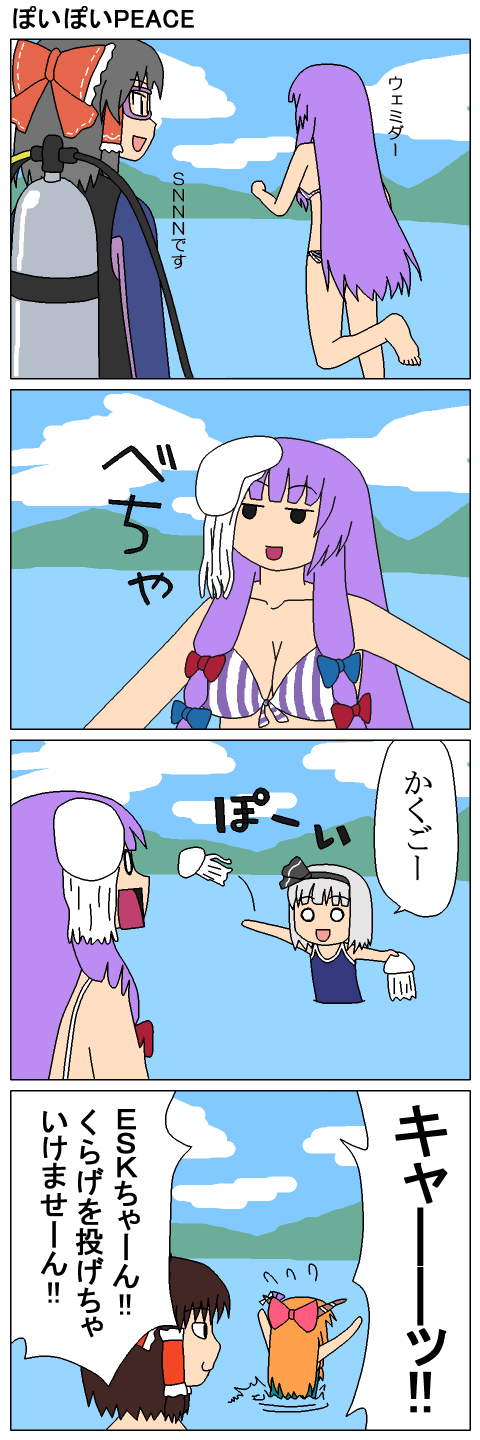 ぽいぽいPEACE
ウェミダー
SNNNです
べちゃ
かくごー
ぽーい
キャーーッ!!
ESKちゃーん!!
くらげを投げちゃ
いけませーん!!